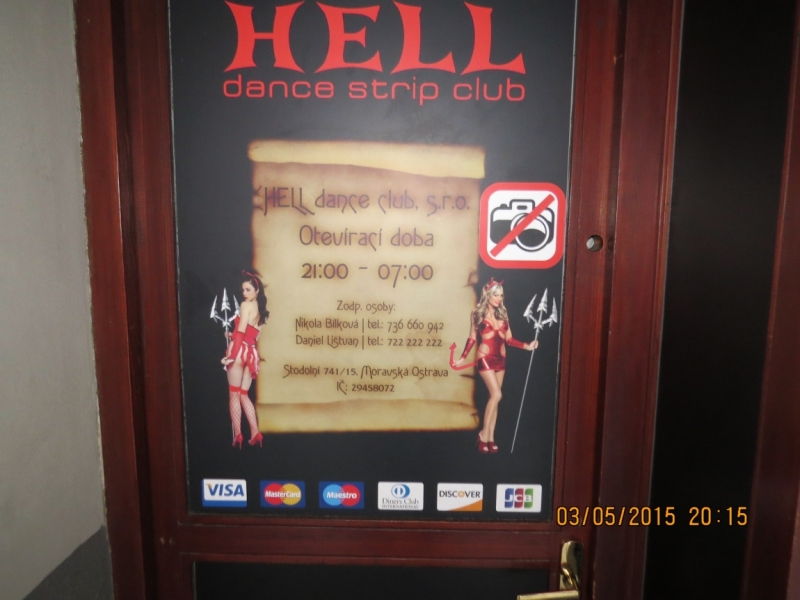 HELL
dance strip club
HELL dance club, s.r.o.
Otevírací doba
21:00 - 07:00
Zodp. osoby:
Nikola Bílková | tel.: 736 660 942
Daniel Lištvan | tel.: 722 222 222
Stodolní 741/15, Moravská Ostrava
IČ: 29458072
VISA MasterCard Maestro Diners Club INTERNATIONAL DISCOVER JCB
03/05/2015 20:15